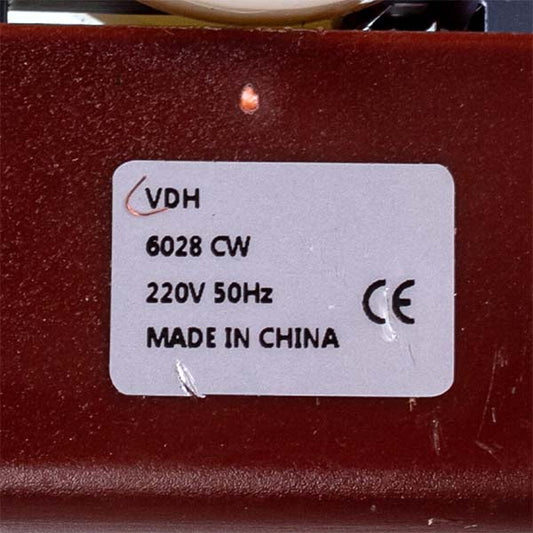 VDH
6028 CW
220V 50Hz
CE
MADE IN CHINA